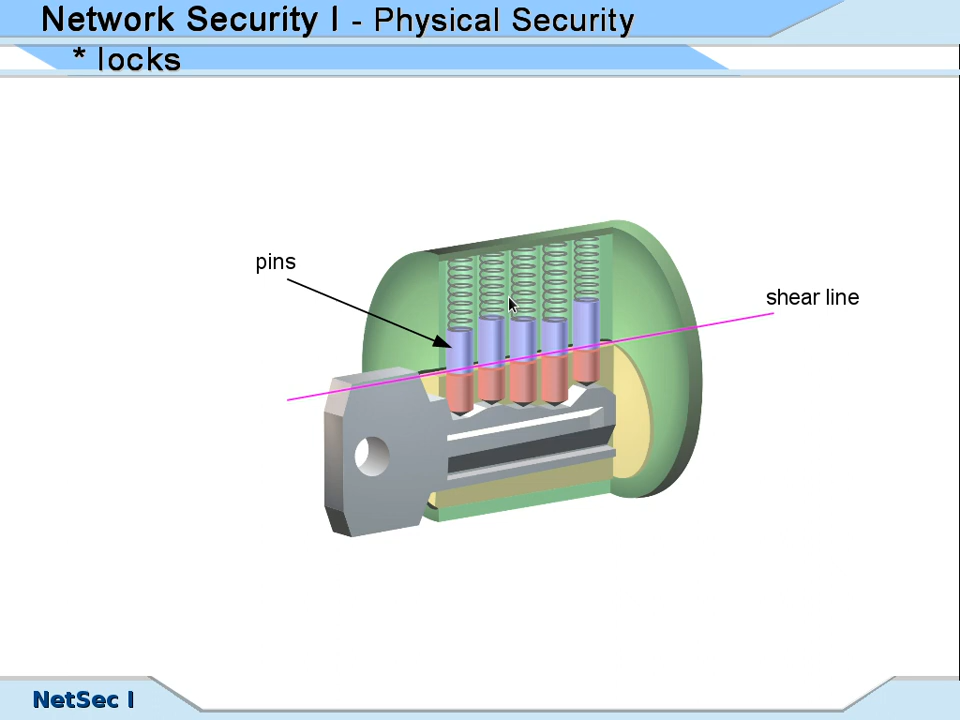 Network Security I - Physical Security
* locks
pins
shear line
NetSec I